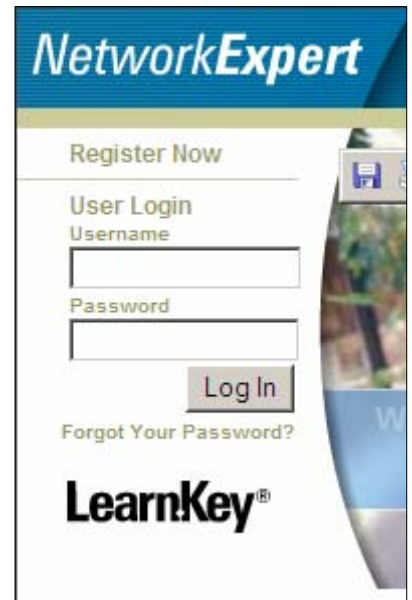 NetworkExpert
Register Now
User Login
Username
Password
Log In
Forgot Your Password?
LearnKey®